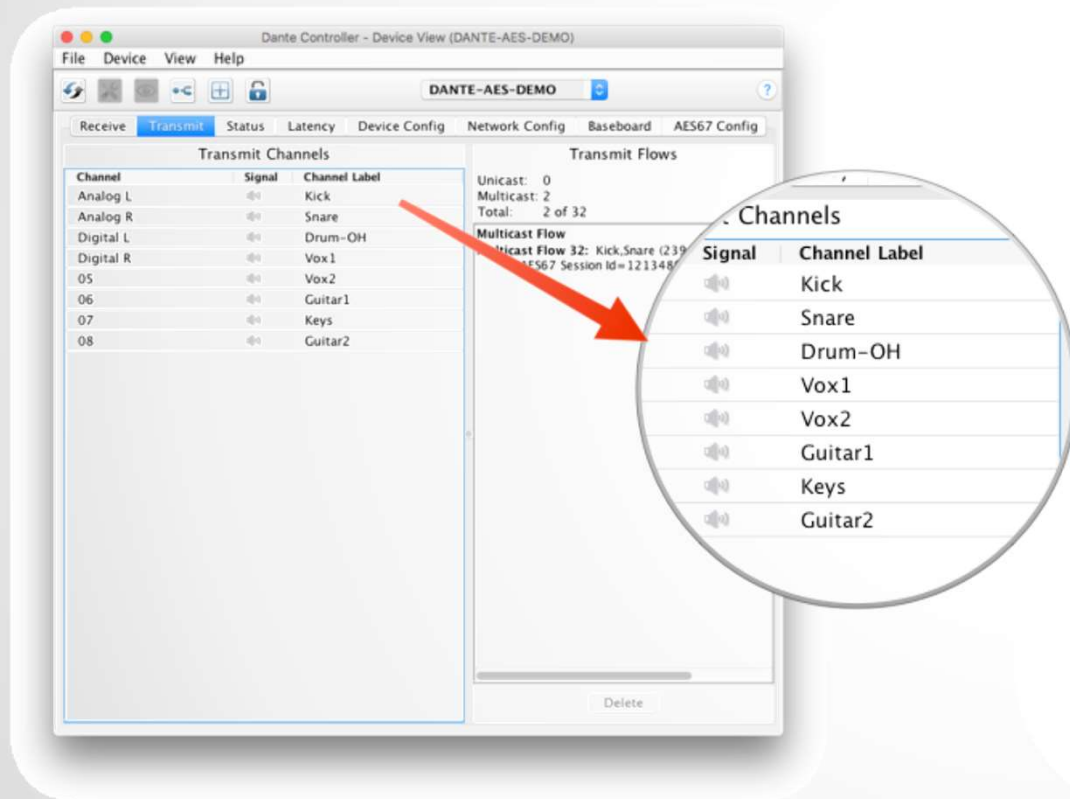 Dante Controller - Device View (DANTE-AES-DEMO)
File Device View Help
DANTE-AES-DEMO
?
Receive Transmit Status Latency Device Config Network Config Baseboard AES67 Config
Transmit Channels
Channel Signal Channel Label
Analog L Kick
Analog R Snare
Digital L Drum-OH
Digital R Vox1
05 Vox2
06 Guitar1
07 Keys
08 Guitar2
Transmit Flows
Unicast: 0
Multicast: 2
Total: 2 of 32
Multicast Flow
Flow 32: Kick,Snare (239
Session Id=121348
Delete
Channels
Signal Channel Label
Kick
Snare
Drum-OH
Vox1
Vox2
Guitar1
Keys
Guitar2